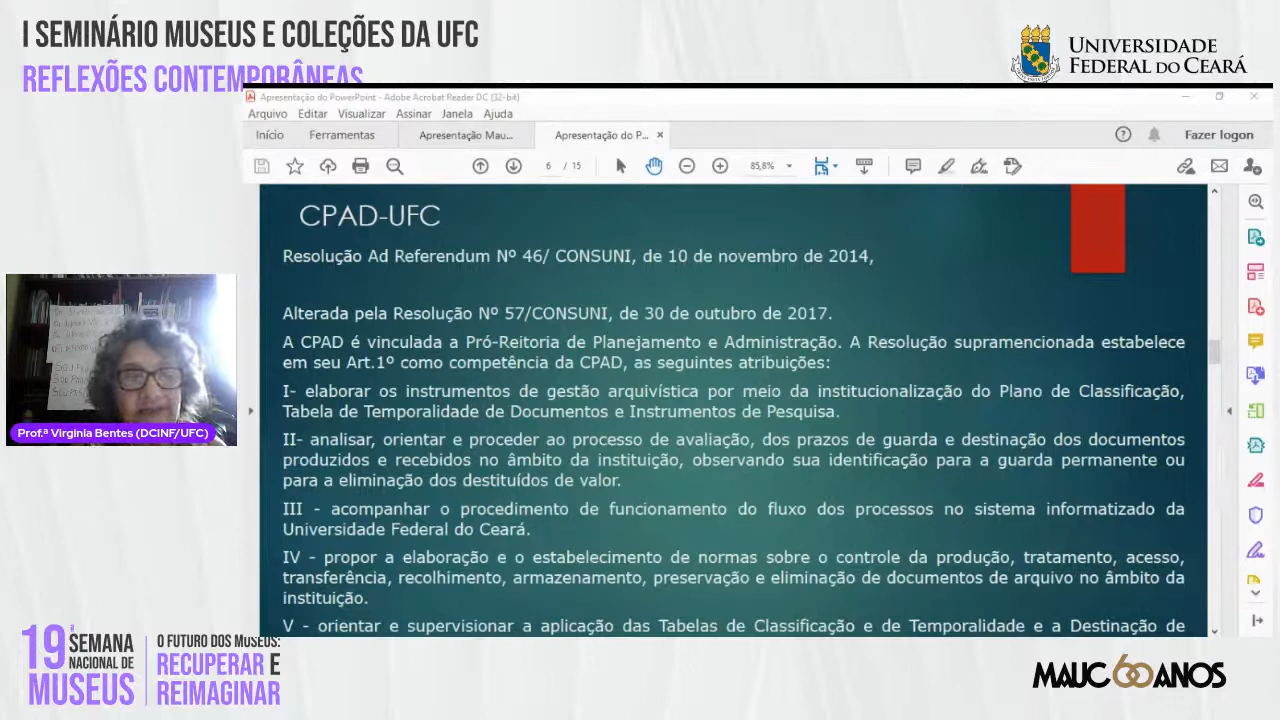 I SEMINÁRIO MUSEUS E COLEÇÕES DA UFC
REFLEXÕES CONTEMPORÂNEAS
UNIVERSIDADE
FEDERAL DO CEARÁ
Apresentação do PowerPoint - Adobe Acrobat Reader DC (32-bit)
Arquivo Editar Visualizar Assinar Janela Ajuda
Início Ferramentas Apresentação Mau... Apresentação do P... × Fazer logon
6 / 15 85,8%
CPAD-UFC
Resolução Ad Referendum Nº 46/ CONSUNI, de 10 de novembro de 2014,
Alterada pela Resolução Nº 57/CONSUNI, de 30 de outubro de 2017.
A CPAD é vinculada a Pró-Reitoria de Planejamento e Administração. A Resolução supramencionada estabelece
em seu Art.1º como competência da CPAD, as seguintes atribuições:
I- elaborar os instrumentos de gestão arquivística por meio da institucionalização do Plano de Classificação,
Tabela de Temporalidade de Documentos e Instrumentos de Pesquisa.
II- analisar, orientar e proceder ao processo de avaliação, dos prazos de guarda e destinação dos documentos
produzidos e recebidos no âmbito da instituição, observando sua identificação para a guarda permanente ou
para a eliminação dos destituídos de valor.
III - acompanhar o procedimento de funcionamento do fluxo dos processos no sistema informatizado da
Universidade Federal do Ceará.
IV - propor a elaboração e o estabelecimento de normas sobre o controle da produção, tratamento, acesso,
transferência, recolhimento, armazenamento, preservação e eliminação de documentos de arquivo no âmbito da
instituição.
V - orientar e supervisionar a aplicação das Tabelas de Classificação e de Temporalidade e a Destinação de
Prof.ª Virginia Bentes (DCINF/UFC)
19ª SEMANA
NACIONAL DE
MUSEUS
O FUTURO DOS MUSEUS:
RECUPERAR E
REIMAGINAR
MAUC 60 ANOS